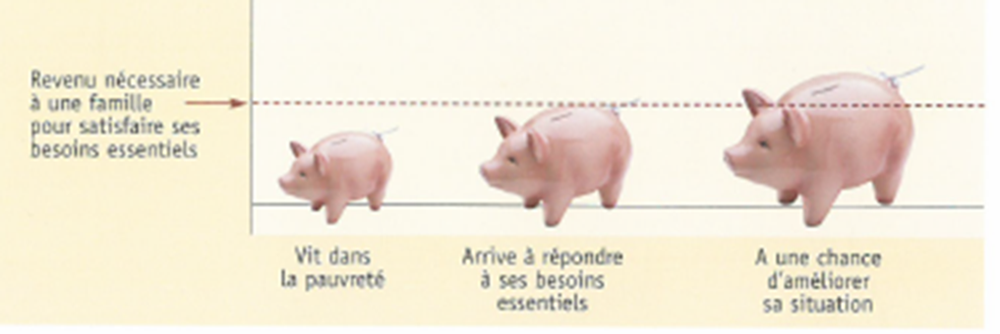 Revenu nécessaire
à une famille
pour satisfaire ses
besoins essentiels
Vit dans
la pauvreté
Arrive à répondre
à ses besoins
essentiels
A une chance
d'améliorer
sa situation